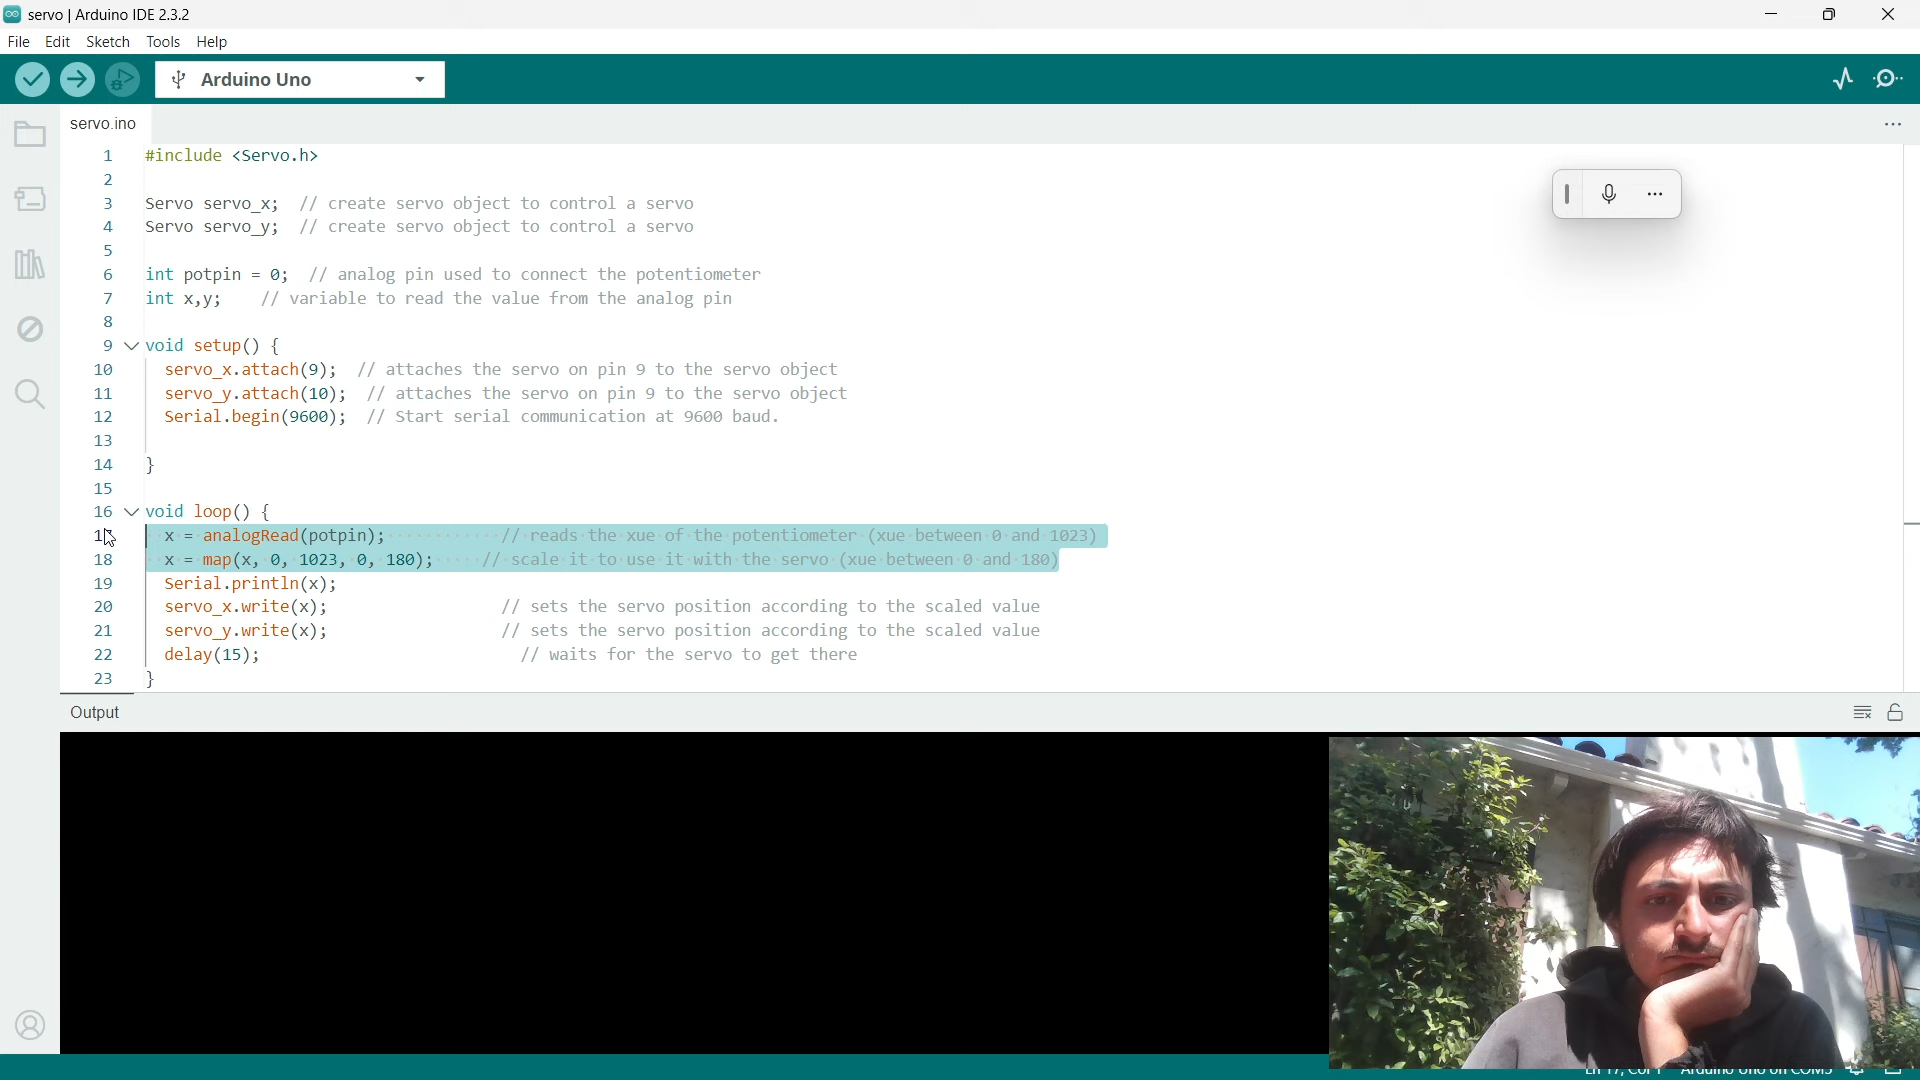 servo | Arduino IDE 2.3.2
File Edit Sketch Tools Help
Arduino Uno
servo.ino
1 #include <Servo.h>
2
3 Servo servo_x; // create servo object to control a servo
4 Servo servo_y; // create servo object to control a servo
5
6 int potpin = 0; // analog pin used to connect the potentiometer
7 int x,y; // variable to read the value from the analog pin
8
9 void setup() {
10 servo_x.attach(9); // attaches the servo on pin 9 to the servo object
11 servo_y.attach(10); // attaches the servo on pin 9 to the servo object
12 Serial.begin(9600); // Start serial communication at 9600 baud.
13
14 }
15
16 void loop() {
x = analogRead(potpin); // reads the xue of the potentiometer (xue between 0 and 1023)
18 x = map(x, 0, 1023, 0, 180); // scale it to use it with the servo (xue between 0 and 180)
19 Serial.println(x);
20 servo_x.write(x); // sets the servo position according to the scaled value
21 servo_y.write(x); // sets the servo position according to the scaled value
22 delay(15); // waits for the servo to get there
23 }
Output